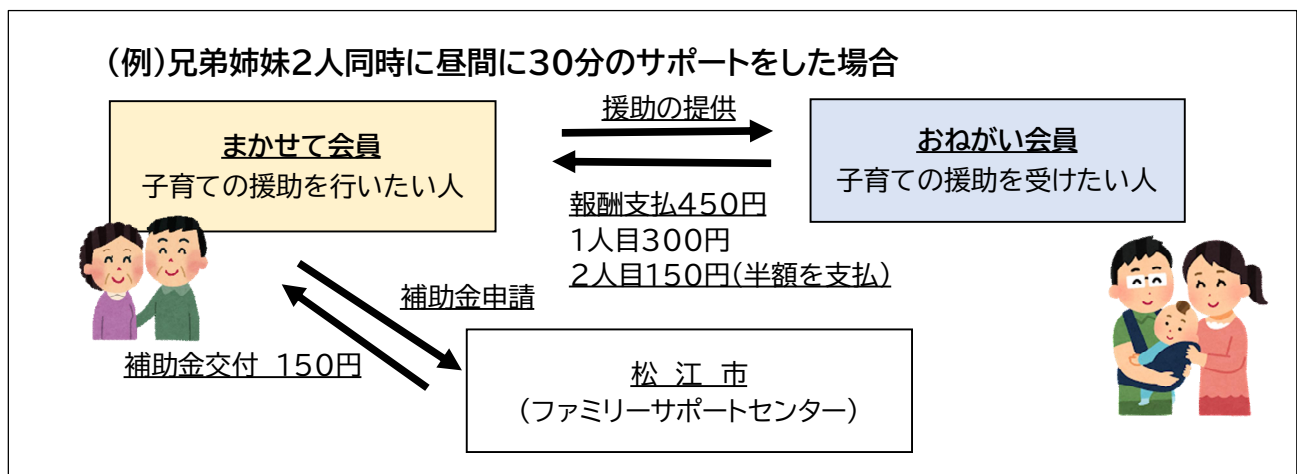 (例)兄弟姉妹2人同時に昼間に30分のサポートをした場合
まかせて会員
子育ての援助を行いたい人
援助の提供
おねがい会員
子育ての援助を受けたい人
報酬支払450円
1人目300円
2人目150円(半額を支払)
補助金申請
補助金交付 150円
松 江 市
(ファミリーサポートセンター)